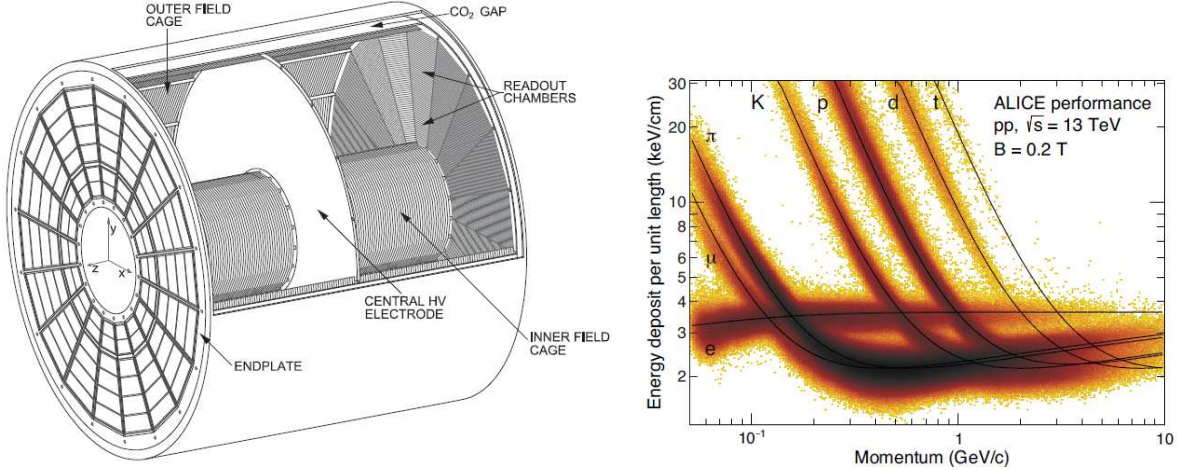 OUTER FIELD
CAGE
CO₂ GAP
READOUT
CHAMBERS
y
z
x
CENTRAL HV
ELECTRODE
INNER FIELD
CAGE
ENDPLATE
Energy deposit per unit length (keV/cm)
30
20
10
8
6
5
4
3
2
π
μ
e
K
p
d
t
ALICE performance
pp, √s = 13 TeV
B = 0.2 T
10⁻¹
1
10
Momentum (GeV/c)